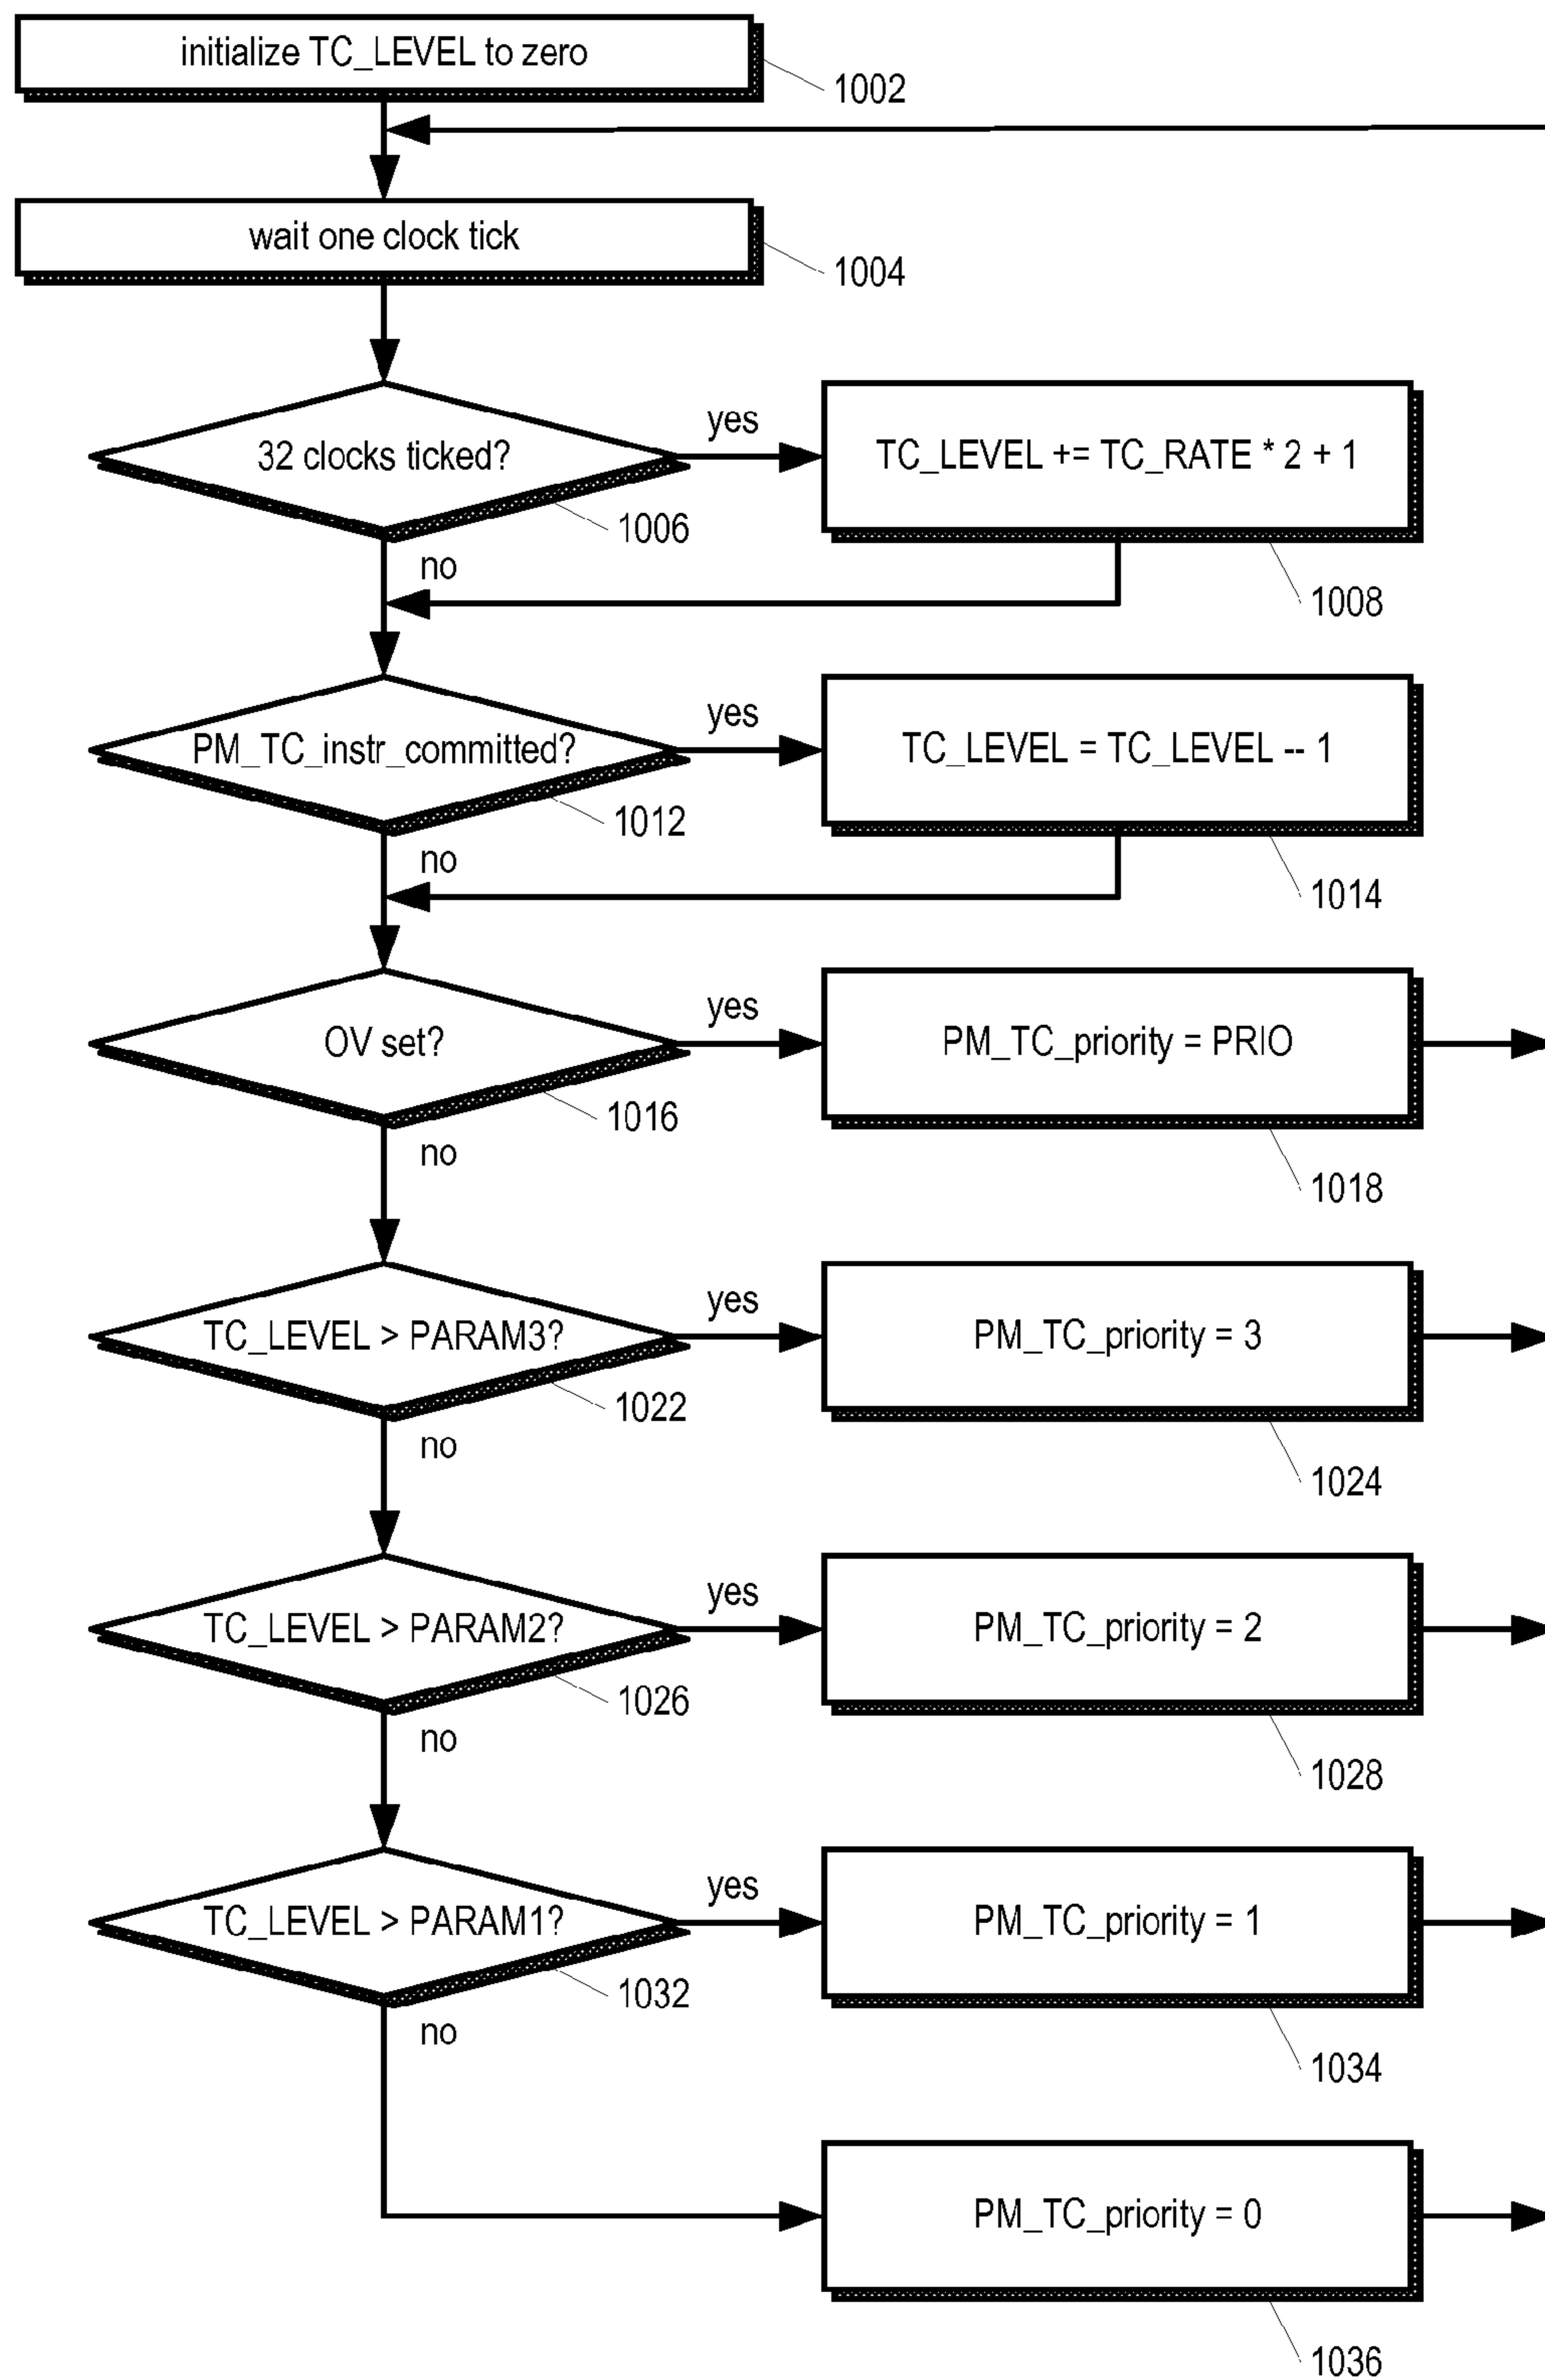 initialize TC_LEVEL to zero
1002
wait one clock tick
1004
32 clocks ticked?
yes
TC_LEVEL += TC_RATE * 2 + 1
1006
no
1008
PM_TC_instr_committed?
yes
TC_LEVEL = TC_LEVEL -- 1
1012
no
1014
OV set?
yes
PM_TC_priority = PRIO
1016
no
1018
TC_LEVEL > PARAM3?
yes
PM_TC_priority = 3
1022
no
1024
TC_LEVEL > PARAM2?
yes
PM_TC_priority = 2
1026
no
1028
TC_LEVEL > PARAM1?
yes
PM_TC_priority = 1
1032
no
1034
PM_TC_priority = 0
1036